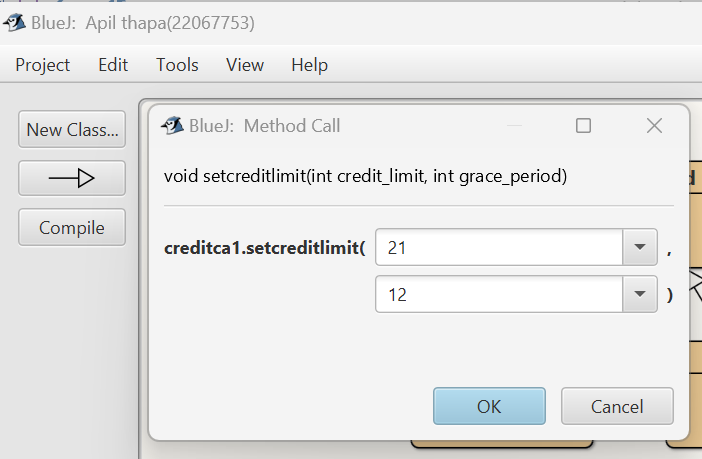 BlueJ:  Apil thapa(22067753)
Project Edit Tools View Help
New Class...
Compile
BlueJ:  Method Call
void setcreditlimit(int credit_limit, int grace_period)
creditca1.setcreditlimit( 21 ,
12 )
OK Cancel
d